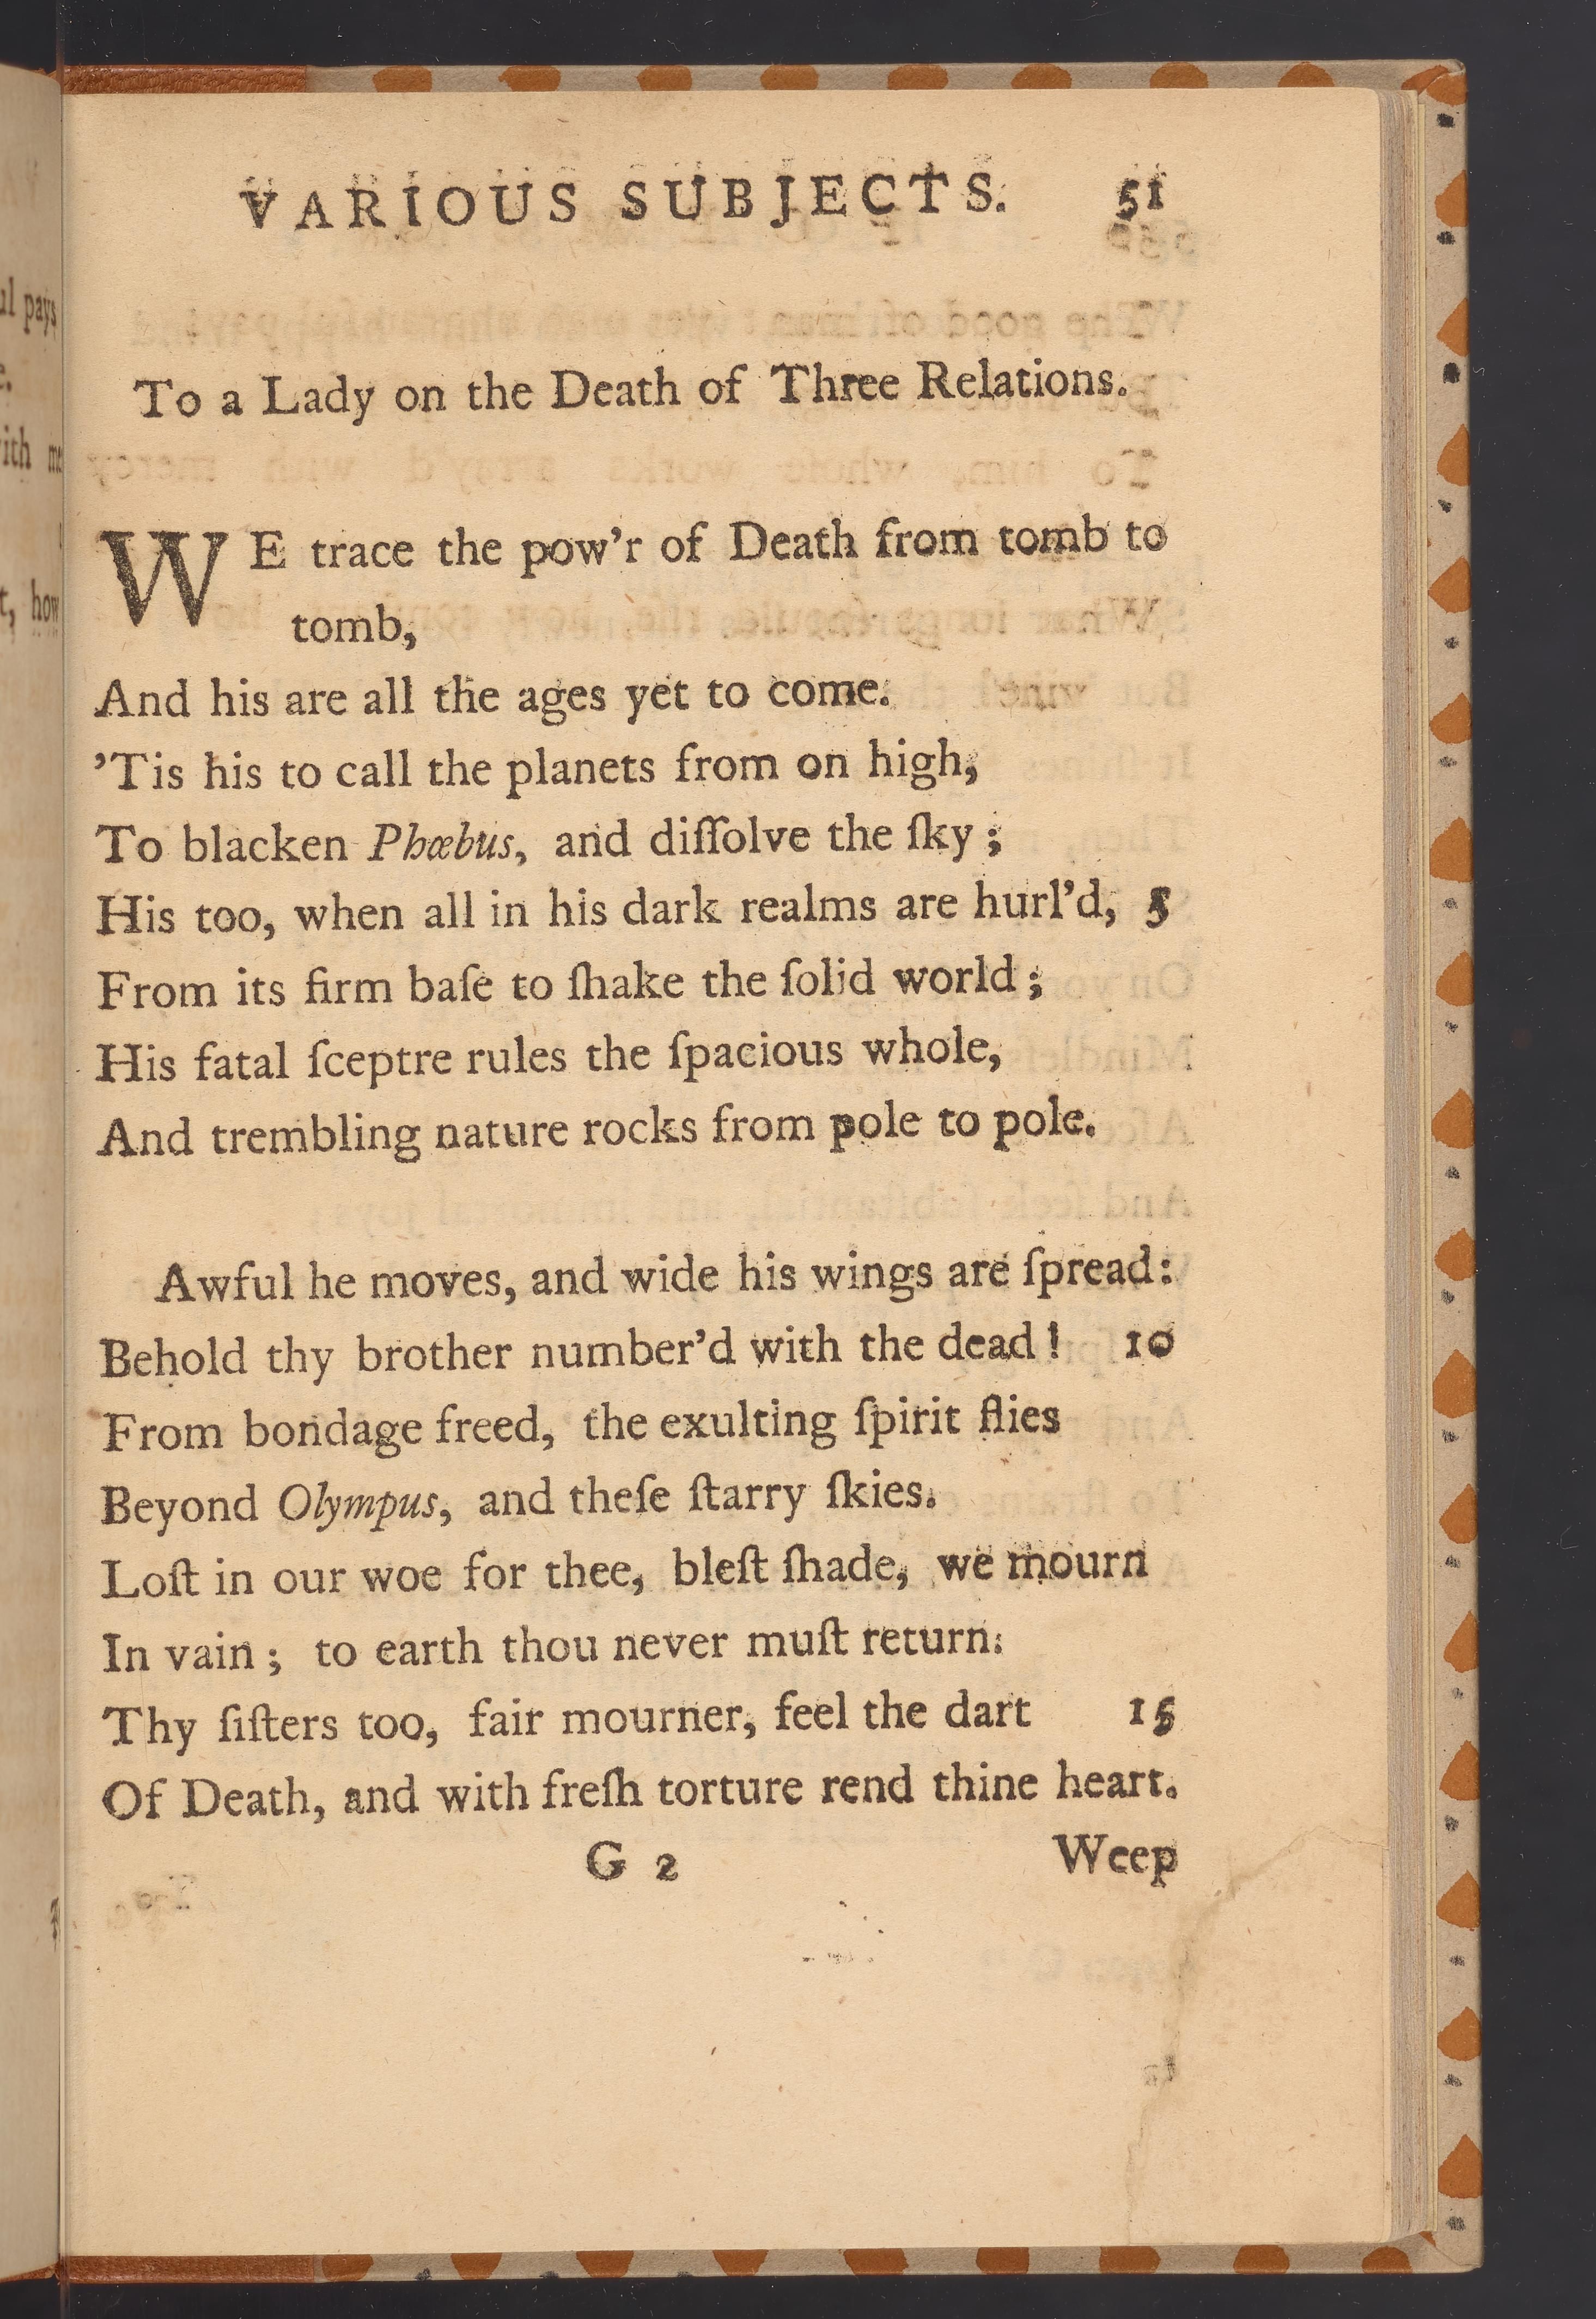 ul pays
ith me
t, how
VARIOUS SUBJECTS. 51
To a Lady on the Death of Three Relations.
WE trace the pow'r of Death from tomb to
tomb,
And his are all the ages yet to come.
'Tis his to call the planets from on high,
To blacken Phœbus, and diſſolve the ſky ;
His too, when all in his dark realms are hurl'd, 5
From its firm baſe to ſhake the ſolid world ;
His fatal ſceptre rules the ſpacious whole,
And trembling nature rocks from pole to pole.
Awful he moves, and wide his wings are ſpread:
Behold thy brother number'd with the dead ! 10
From bondage freed, the exulting ſpirit flies
Beyond Olympus, and theſe ſtarry ſkies.
Loſt in our woe for thee, bleſt ſhade, we mourn
In vain ; to earth thou never muſt return.
Thy ſiſters too, fair mourner, feel the dart 15
Of Death, and with freſh torture rend thine heart.
G 2 Weep